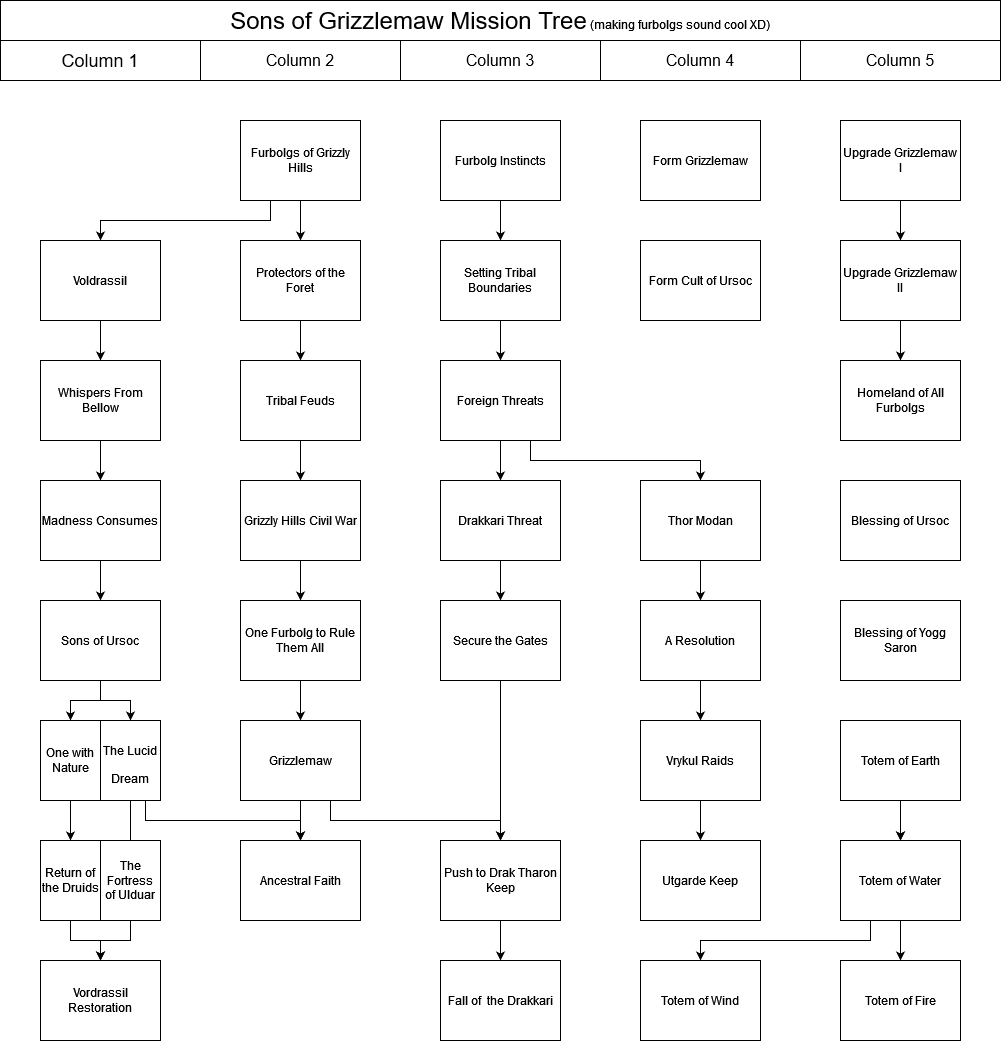 Sons of Grizzlemaw Mission Tree (making furbolgs sound cool XD)
Column 1
Column 2
Column 3
Column 4
Column 5
Furbolgs of Grizzly
Hills
Furbolg Instincts
Form Grizzlemaw
Upgrade Grizzlemaw
I
Voldrassil
Protectors of the
Foret
Setting Tribal
Boundaries
Form Cult of Ursoc
Upgrade Grizzlemaw
II
Whispers From
Bellow
Tribal Feuds
Foreign Threats
Homeland of All
Furbolgs
Madness Consumes
Grizzly Hills Civil War
Drakkari Threat
Thor Modan
Blessing of Ursoc
Sons of Ursoc
One Furbolg to Rule
Them All
Secure the Gates
A Resolution
Blessing of Yogg
Saron
One with
Nature
The Lucid
Dream
Grizzlemaw
Vrykul Raids
Totem of Earth
Return of
the Druids
The
Fortress
of Ulduar
Ancestral Faith
Push to Drak Tharon
Keep
Utgarde Keep
Totem of Water
Vordrassil
Restoration
Fall of the Drakkari
Totem of Wind
Totem of Fire